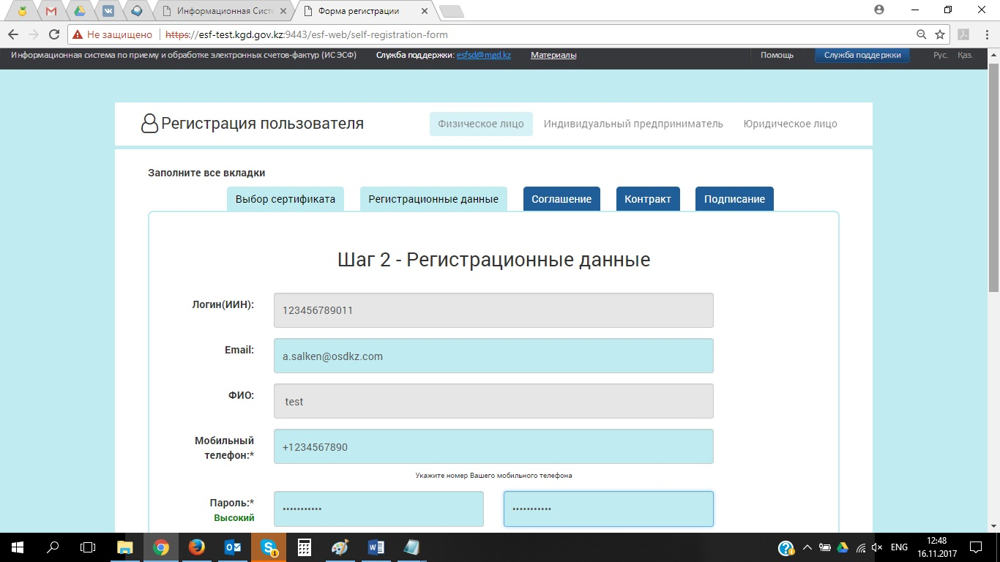 Информационная Систе
Форма регистрации
Не защищено
https://esf-test.kgd.gov.kz:9443/esf-web/self-registration-form
Информационная система по приему и обработке электронных счетов-фактур (ИС ЭСФ) Служба поддержки: esfsd@mgd.kz Материалы Помощь Служба поддержки Рус. Қаз.
Регистрация пользователя Физическое лицо Индивидуальный предприниматель Юридическое лицо
Заполните все вкладки
Выбор сертификата Регистрационные данные Соглашение Контракт Подписание
Шаг 2 - Регистрационные данные
Логин(ИИН): 123456789011
Email: a.salken@osdkz.com
ФИО: test
Мобильный
телефон:* +1234567890
Укажите номер Вашего мобильного телефона
Пароль:* ••••••••••• •••••••••••
Высокий
ENG
12:48
16.11.2017